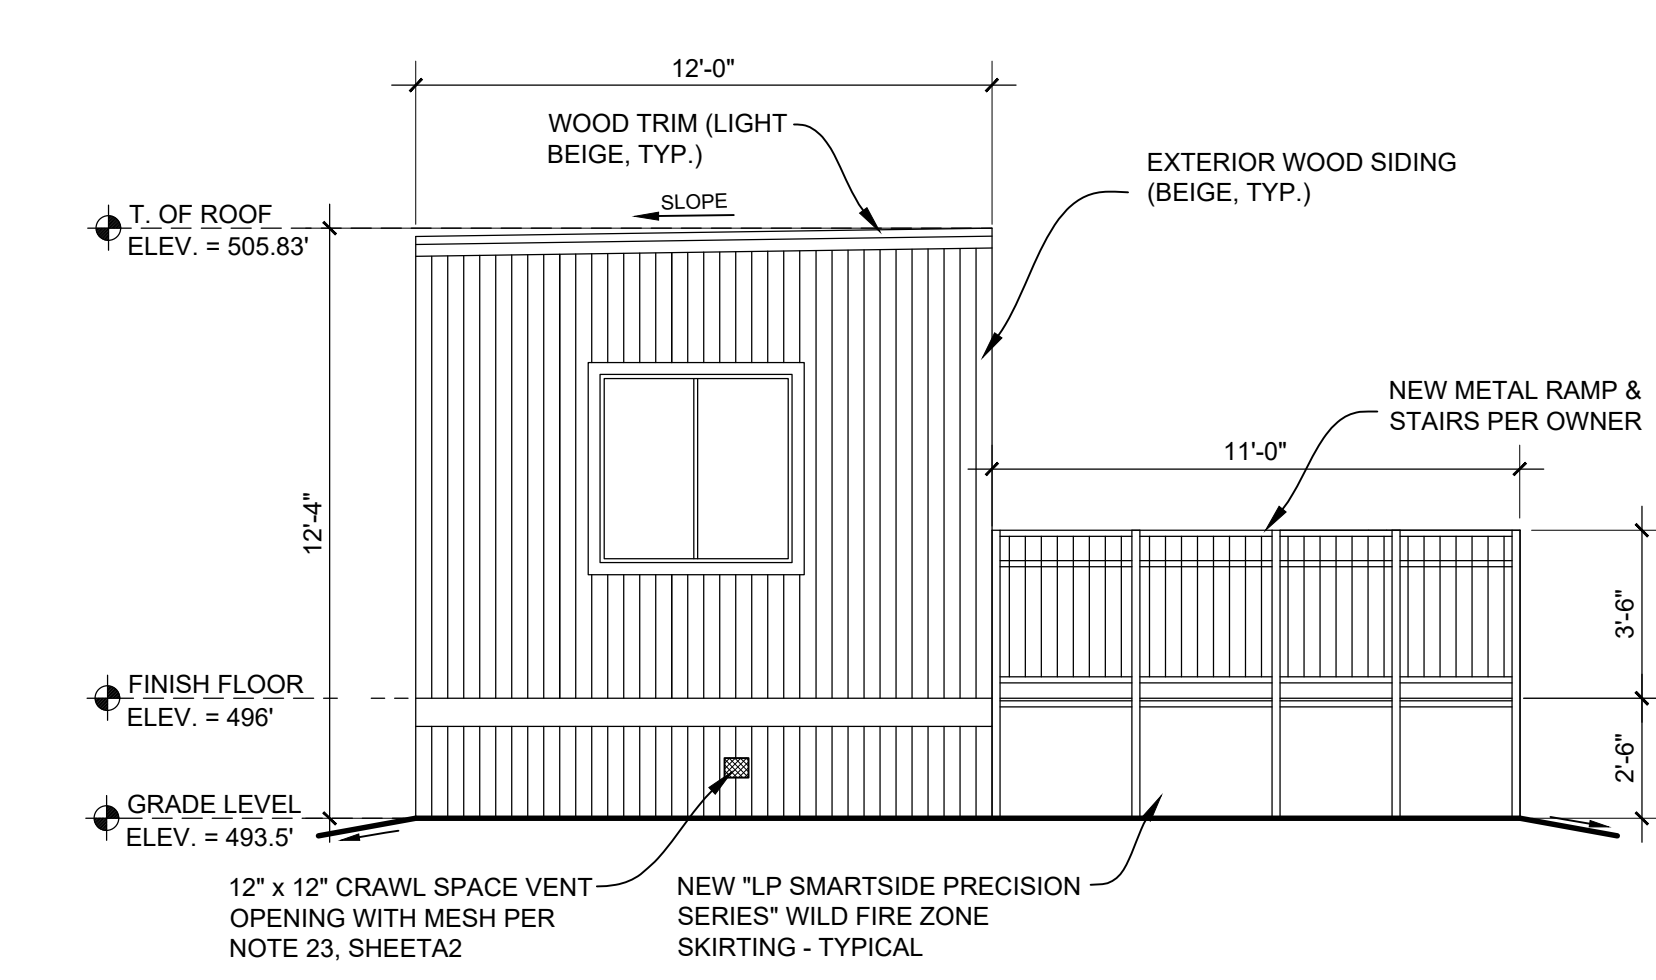 12'-0"
WOOD TRIM (LIGHT
BEIGE, TYP.)
EXTERIOR WOOD SIDING
(BEIGE, TYP.)
SLOPE
T. OF ROOF
ELEV. = 505.83'
NEW METAL RAMP &
STAIRS PER OWNER
11'-0"
12'-4"
3'-6"
FINISH FLOOR
ELEV. = 496'
2'-6"
GRADE LEVEL
ELEV. = 493.5'
12" x 12" CRAWL SPACE VENT
OPENING WITH MESH PER
NOTE 23, SHEETA2
NEW "LP SMARTSIDE PRECISION
SERIES" WILD FIRE ZONE
SKIRTING - TYPICAL